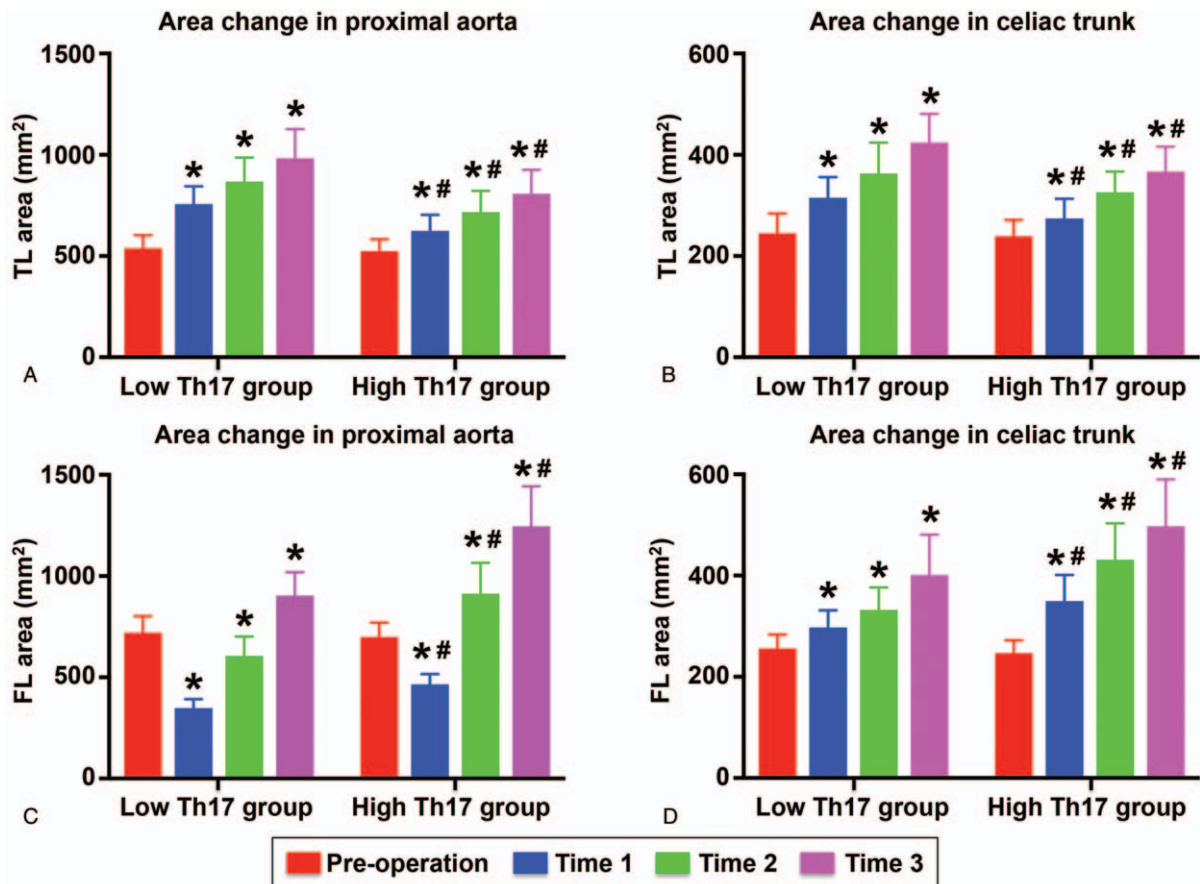 Area change in proximal aorta
TL area (mm²)
1500
1000
500
0
* * * *# *# *#
Low Th17 group High Th17 group
A
Area change in celiac trunk
TL area (mm²)
600
400
200
0
* * * *# *# *#
Low Th17 group High Th17 group
B
Area change in proximal aorta
FL area (mm²)
1500
1000
500
0
* * * *# *# *#
Low Th17 group High Th17 group
C
Area change in celiac trunk
FL area (mm²)
600
400
200
0
* * * *# *# *#
Low Th17 group High Th17 group
D
Pre-operation Time 1 Time 2 Time 3